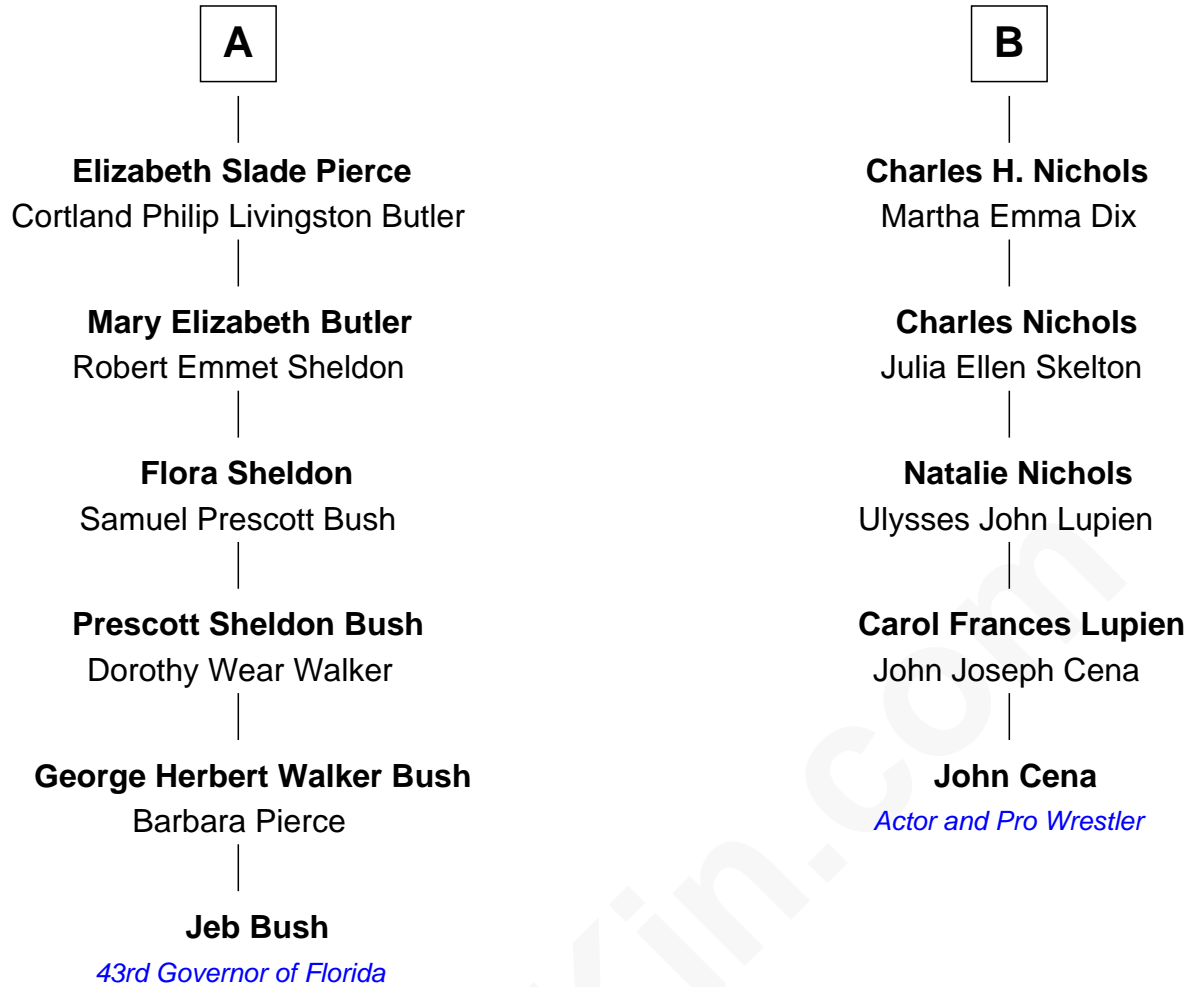 A
Elizabeth Slade Pierce
Cortland Philip Livingston Butler
Mary Elizabeth Butler
Robert Emmet Sheldon
Flora Sheldon
Samuel Prescott Bush
Prescott Sheldon Bush
Dorothy Wear Walker
George Herbert Walker Bush
Barbara Pierce
Jeb Bush
43rd Governor of Florida
B
Charles H. Nichols
Martha Emma Dix
Charles Nichols
Julia Ellen Skelton
Natalie Nichols
Ulysses John Lupien
Carol Frances Lupien
John Joseph Cena
John Cena
Actor and Pro Wrestler
Kin.com